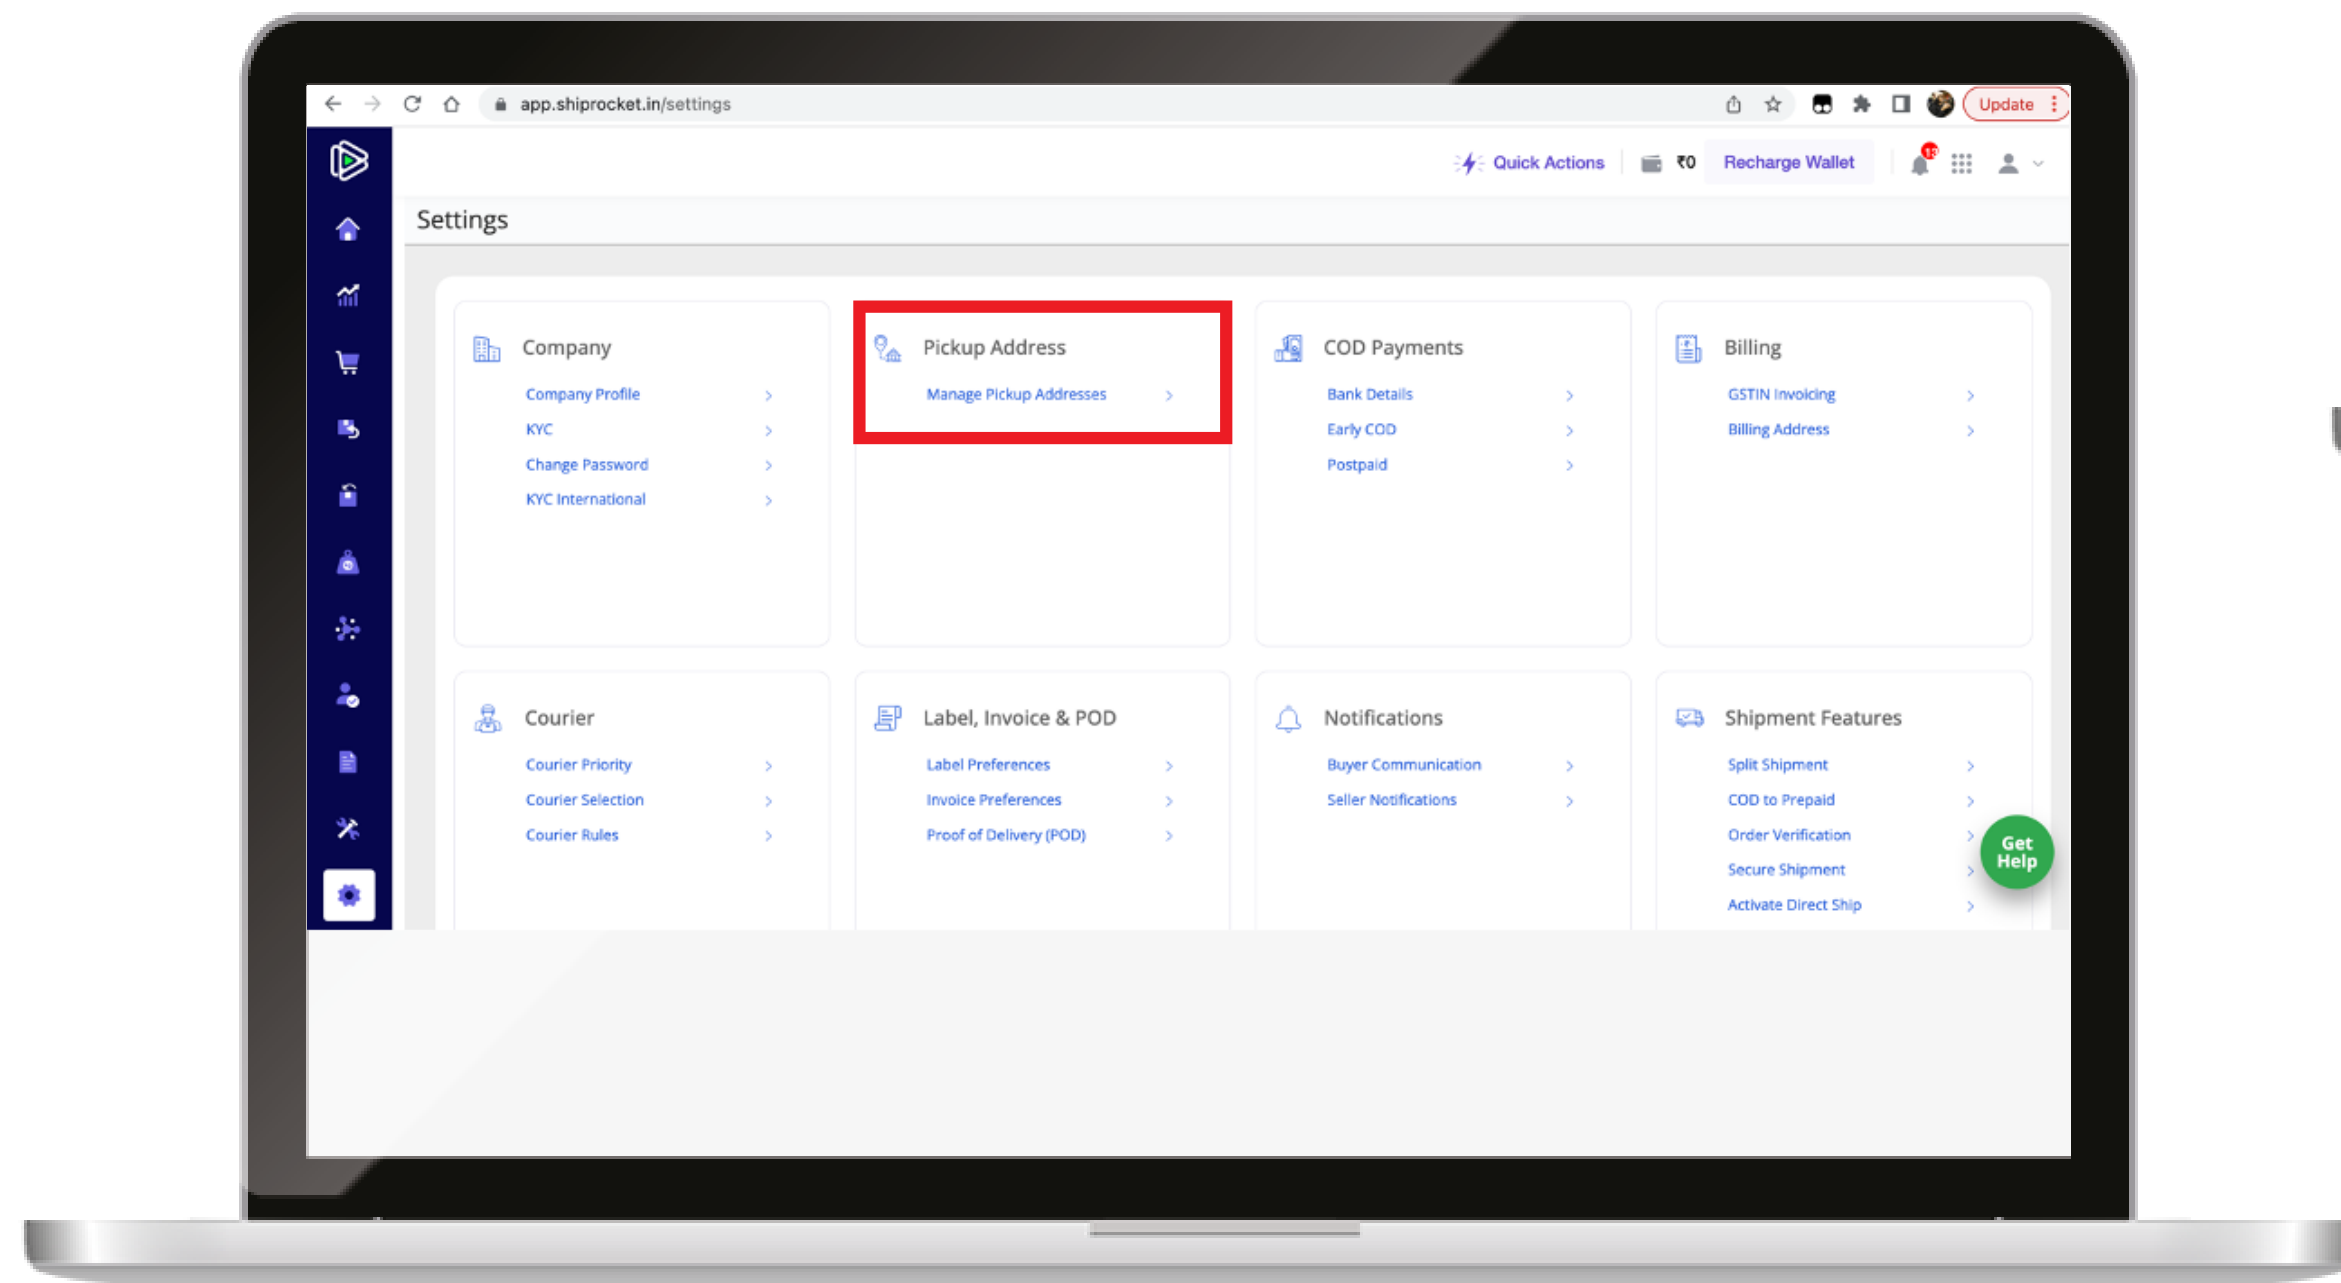 app.shiprocket.in/settings
Update
Quick Actions
₹0
Recharge Wallet
13
Settings
Company
Company Profile
KYC
Change Password
KYC International
Pickup Address
Manage Pickup Addresses
COD Payments
Bank Details
Early COD
Postpaid
Billing
GSTIN Invoicing
Billing Address
Courier
Courier Priority
Courier Selection
Courier Rules
Label, Invoice & POD
Label Preferences
Invoice Preferences
Proof of Delivery (POD)
Notifications
Buyer Communication
Seller Notifications
Shipment Features
Split Shipment
COD to Prepaid
Order Verification
Secure Shipment
Activate Direct Ship
Get
Help